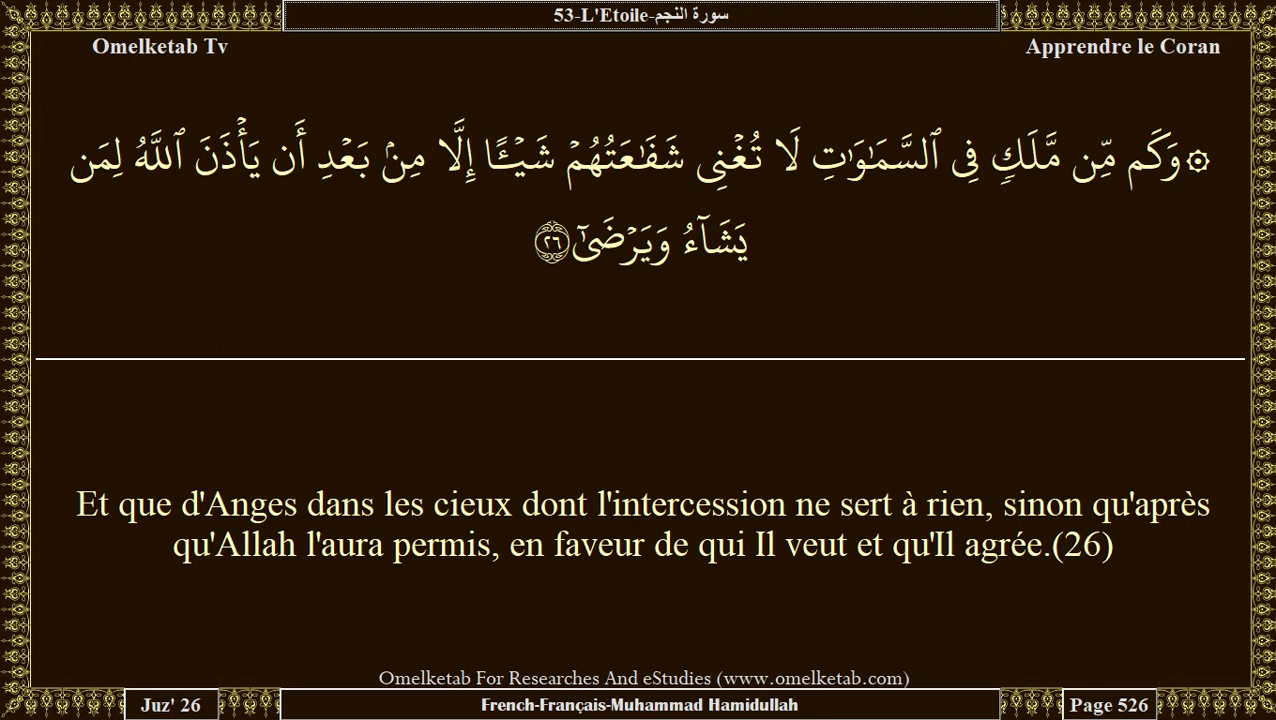 53-L'Etoile-سورة النجم
Omelketab Tv
Apprendre le Coran
۞وَكَم مِّن مَّلَكٖ فِي ٱلسَّمَٰوَٰتِ لَا تُغۡنِي شَفَٰعَتُهُمۡ شَيۡـًٔا إِلَّا مِنۢ بَعۡدِ أَن يَأۡذَنَ ٱللَّهُ لِمَن
يَشَآءُ وَيَرۡضَىٰٓ ٢٦
Et que d'Anges dans les cieux dont l'intercession ne sert à rien, sinon qu'après
qu'Allah l'aura permis, en faveur de qui Il veut et qu'Il agrée.(26)
Omelketab For Researches And eStudies (www.omelketab.com)
Juz' 26
French-Français-Muhammad Hamidullah
Page 526